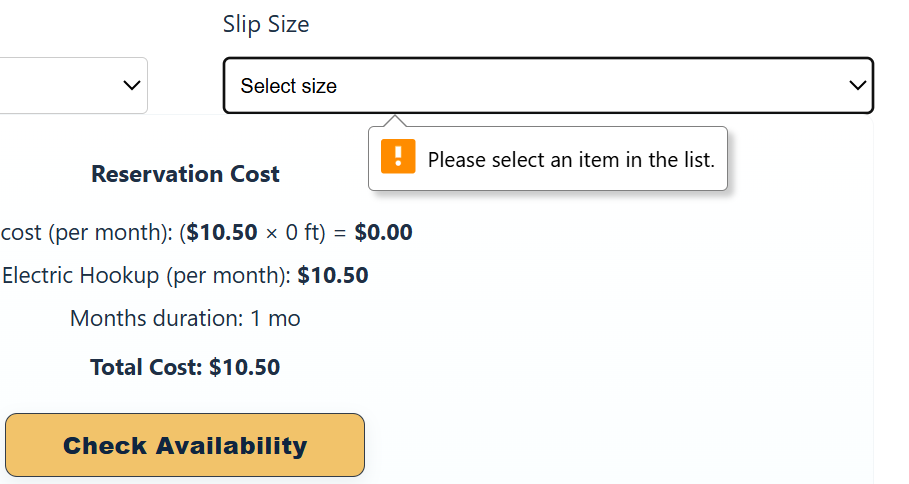 Slip Size
Select size
Please select an item in the list.
Reservation Cost
cost (per month): ($10.50 × 0 ft) = $0.00
Electric Hookup (per month): $10.50
Months duration: 1 mo
Total Cost: $10.50
Check Availability